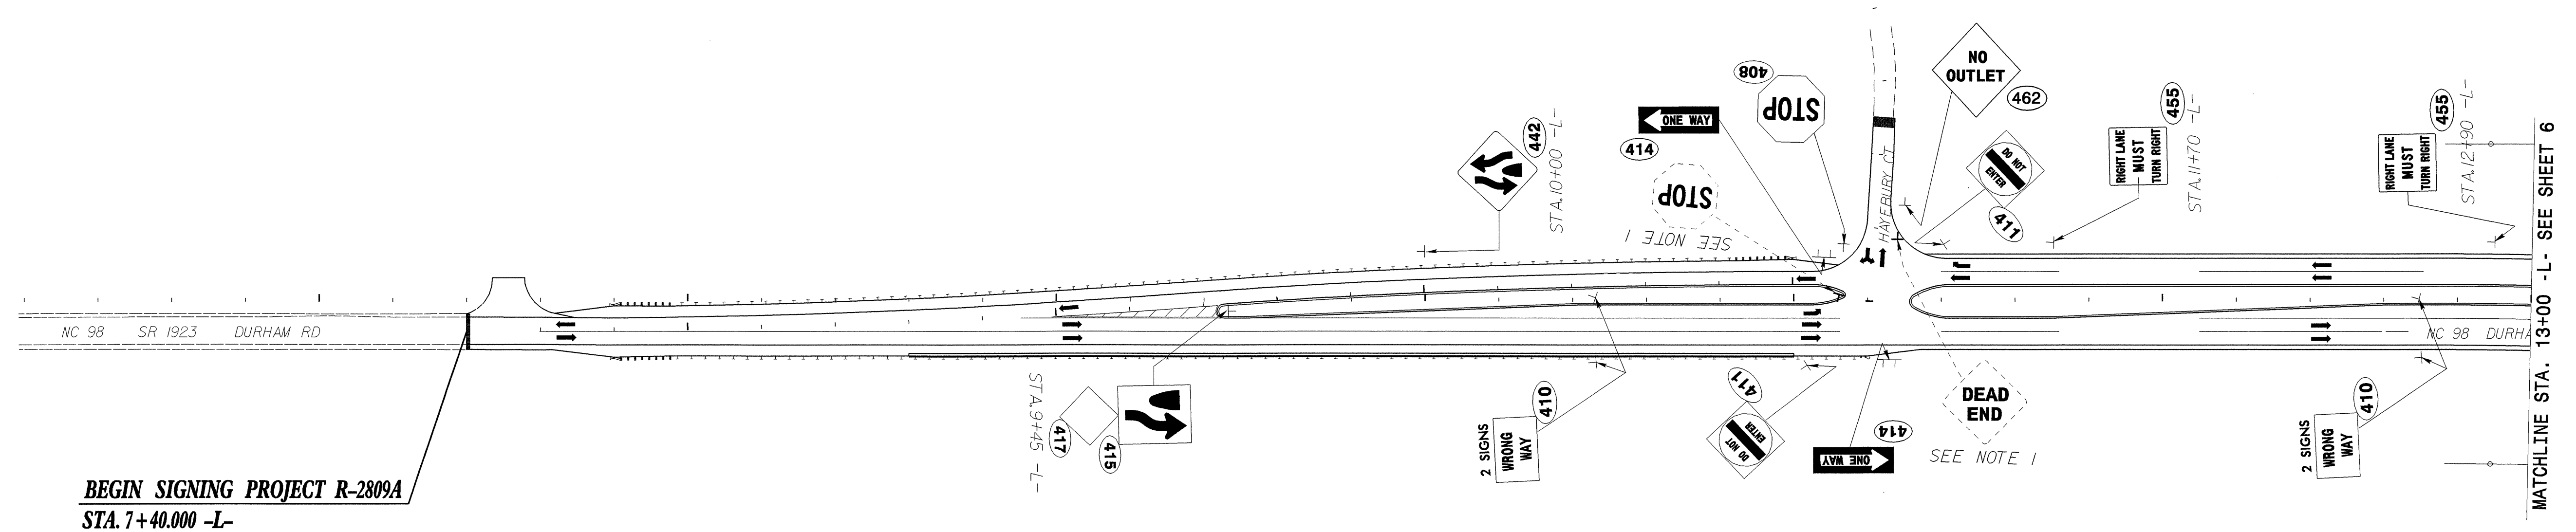 NO
OUTLET
462
408
STOP
ONE WAY
414
442
STA.10+00 -L-
STOP
SEE NOTE 1
HAYEBURY CT
DO NOT
ENTER
411
RIGHT LANE
MUST
TURN RIGHT
455
STA.11+70 -L-
RIGHT LANE
MUST
TURN RIGHT
455
STA.12+90 -L-
MATCHLINE STA. 13+00 -L- SEE SHEET 6
NC 98 SR 1923 DURHAM RD
NC 98 DURHA
STA.9+45 -L-
417
415
2 SIGNS
WRONG
WAY
410
411
DO NOT
ENTER
414
ONE WAY
DEAD
END
SEE NOTE 1
2 SIGNS
WRONG
WAY
410
BEGIN SIGNING PROJECT R-2809A
STA. 7+40.000 -L-